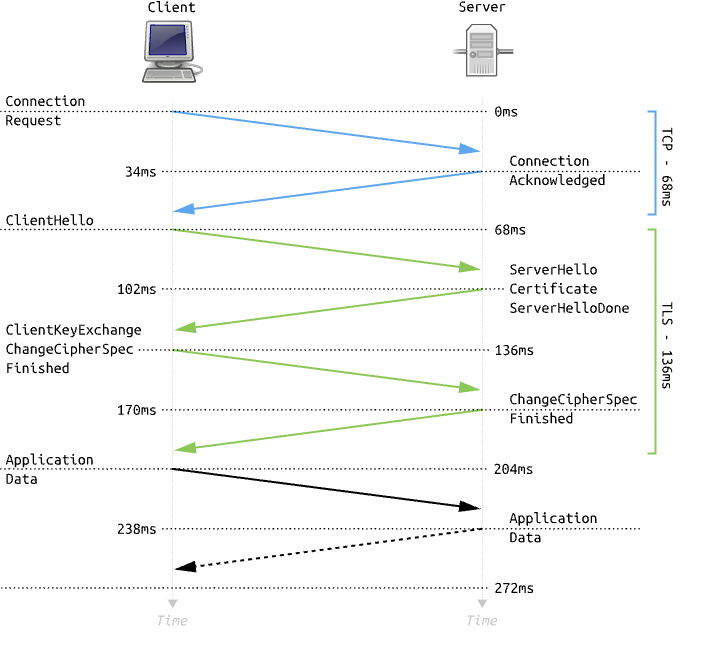 Client
Server
Connection
Request
0ms
34ms
Connection
Acknowledged
TCP - 68ms
ClientHello
68ms
102ms
ServerHello
Certificate
ServerHelloDone
ClientKeyExchange
ChangeCipherSpec
Finished
136ms
TLS - 136ms
170ms
ChangeCipherSpec
Finished
Application
Data
204ms
238ms
Application
Data
272ms
Time
Time